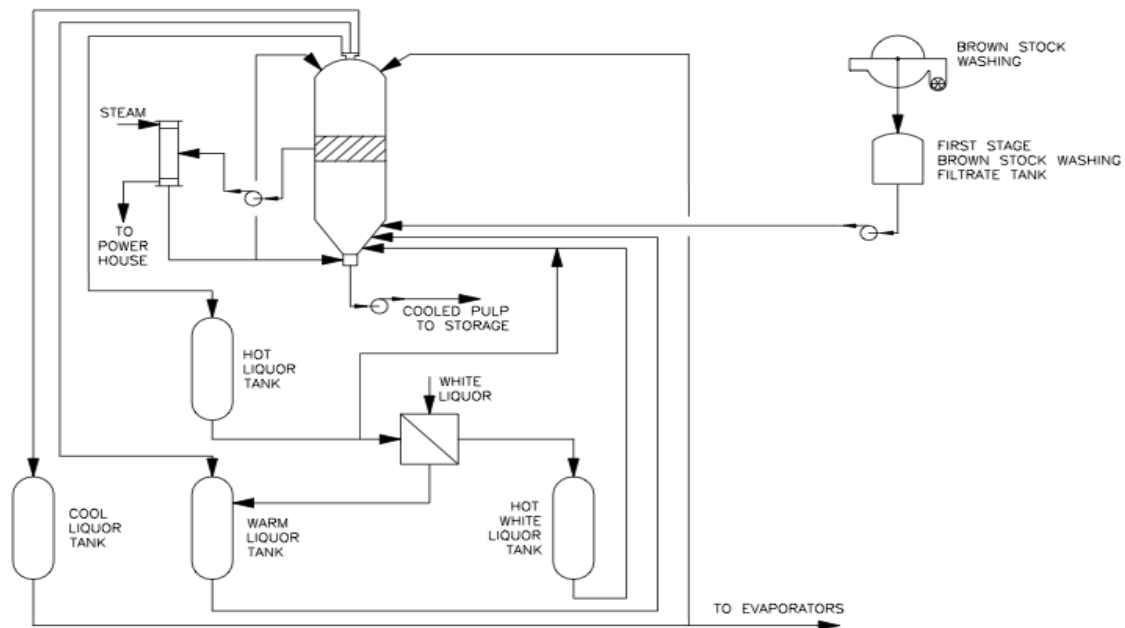 BROWN STOCK
WASHING
STEAM
FIRST STAGE
BROWN STOCK WASHING
FILTRATE TANK
TO
POWER
HOUSE
COOLED PULP
TO STORAGE
HOT
LIQUOR
TANK
WHITE
LIQUOR
COOL
LIQUOR
TANK
WARM
LIQUOR
TANK
HOT
WHITE
LIQUOR
TANK
TO EVAPORATORS